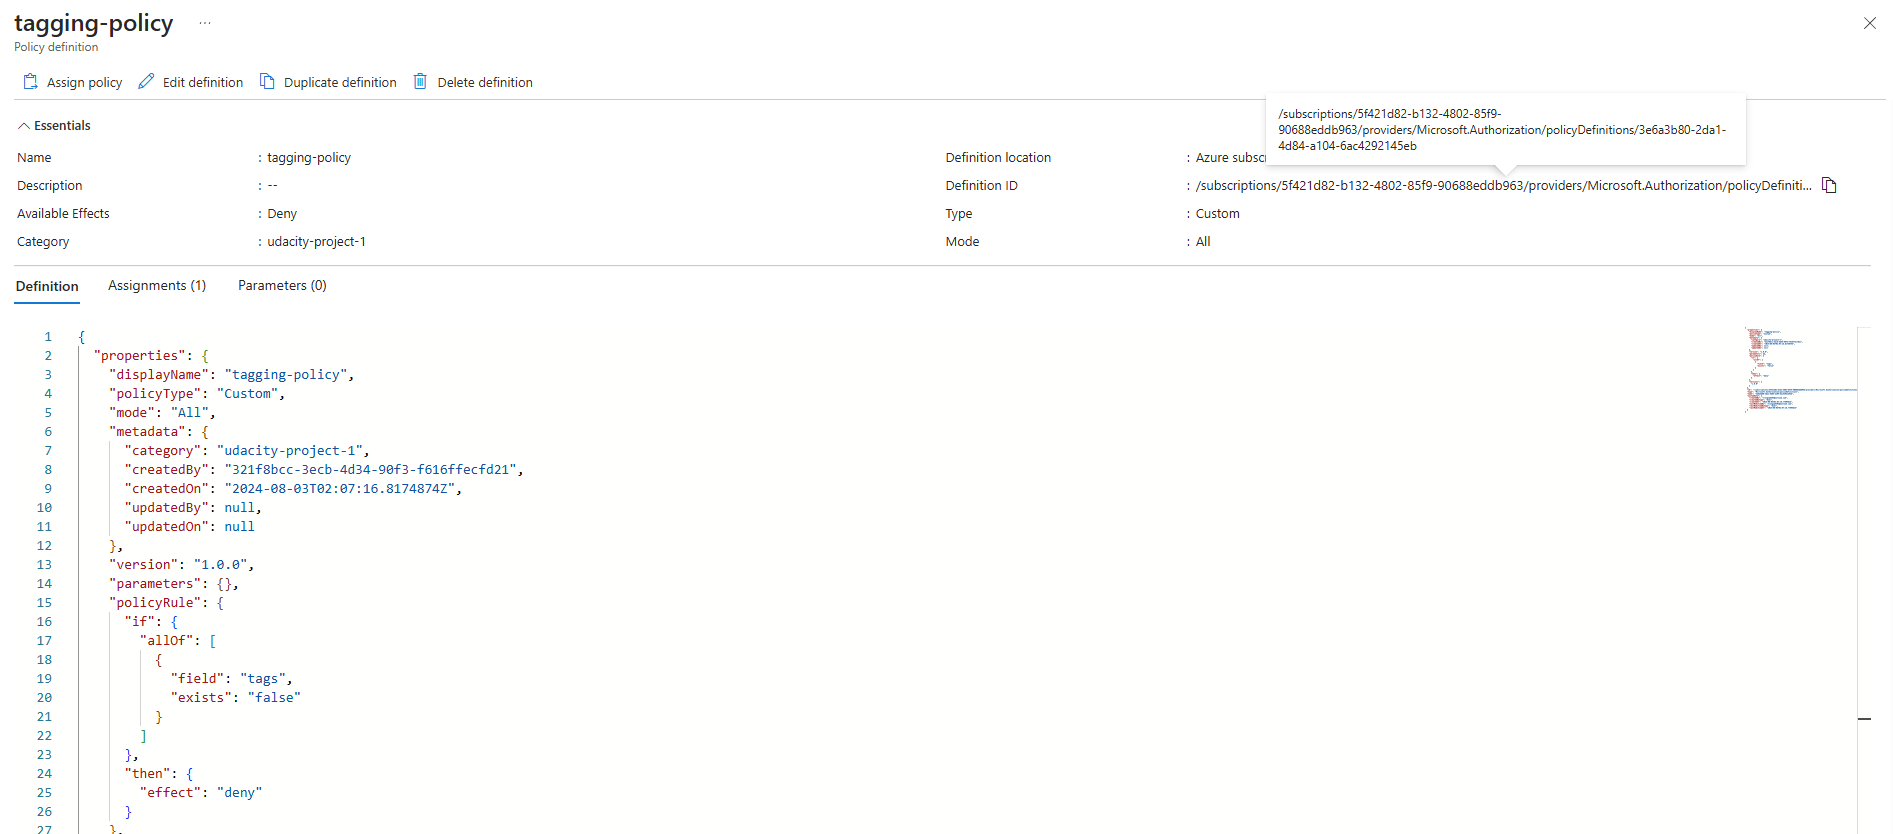 tagging-policy ...
Policy definition
Assign policy Edit definition Duplicate definition Delete definition
/subscriptions/5f421d82-b132-4802-85f9-
90688eddb963/providers/Microsoft.Authorization/policyDefinitions/3e6a3b80-2da1-
4d84-a104-6ac4292145eb
Essentials
Name : tagging-policy
Definition location : Azure subsc
Description : --
Definition ID : /subscriptions/5f421d82-b132-4802-85f9-90688eddb963/providers/Microsoft.Authorization/policyDefiniti...
Available Effects : Deny
Type : Custom
Category : udacity-project-1
Mode : All
Definition Assignments (1) Parameters (0)
1 {
2 "properties": {
3 "displayName": "tagging-policy",
4 "policyType": "Custom",
5 "mode": "All",
6 "metadata": {
7 "category": "udacity-project-1",
8 "createdBy": "321f8bcc-3ecb-4d34-90f3-f616ffecfd21",
9 "createdOn": "2024-08-03T02:07:16.8174874Z",
10 "updatedBy": null,
11 "updatedOn": null
12 },
13 "version": "1.0.0",
14 "parameters": {},
15 "policyRule": {
16 "if": {
17 "allOf": [
18 {
19 "field": "tags",
20 "exists": "false"
21 }
22 ]
23 },
24 "then": {
25 "effect": "deny"
26 }
27 },